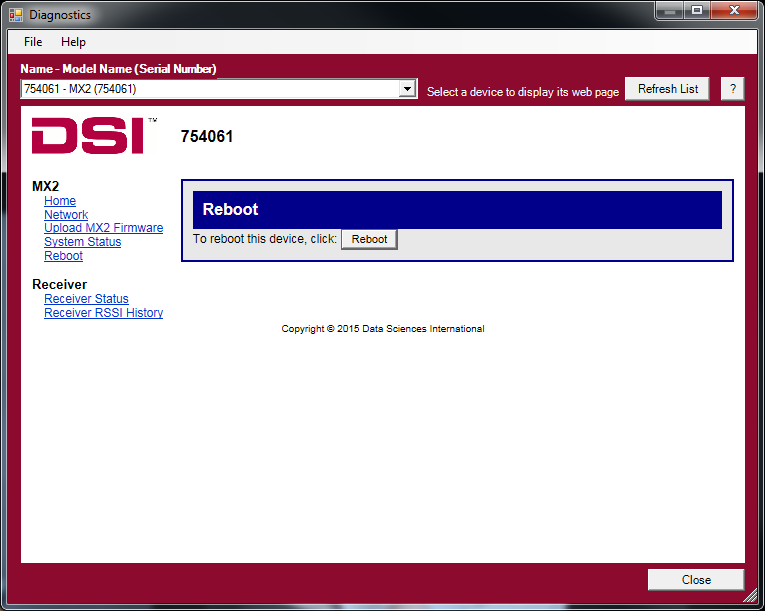 Diagnostics
File Help
Name - Model Name (Serial Number)
754061 - MX2 (754061)
Select a device to display its web page
Refresh List
?
DSI™
754061
MX2
Home
Network
Upload MX2 Firmware
System Status
Reboot
Receiver
Receiver Status
Receiver RSSI History
Reboot
To reboot this device, click: Reboot
Copyright © 2015 Data Sciences International
Close